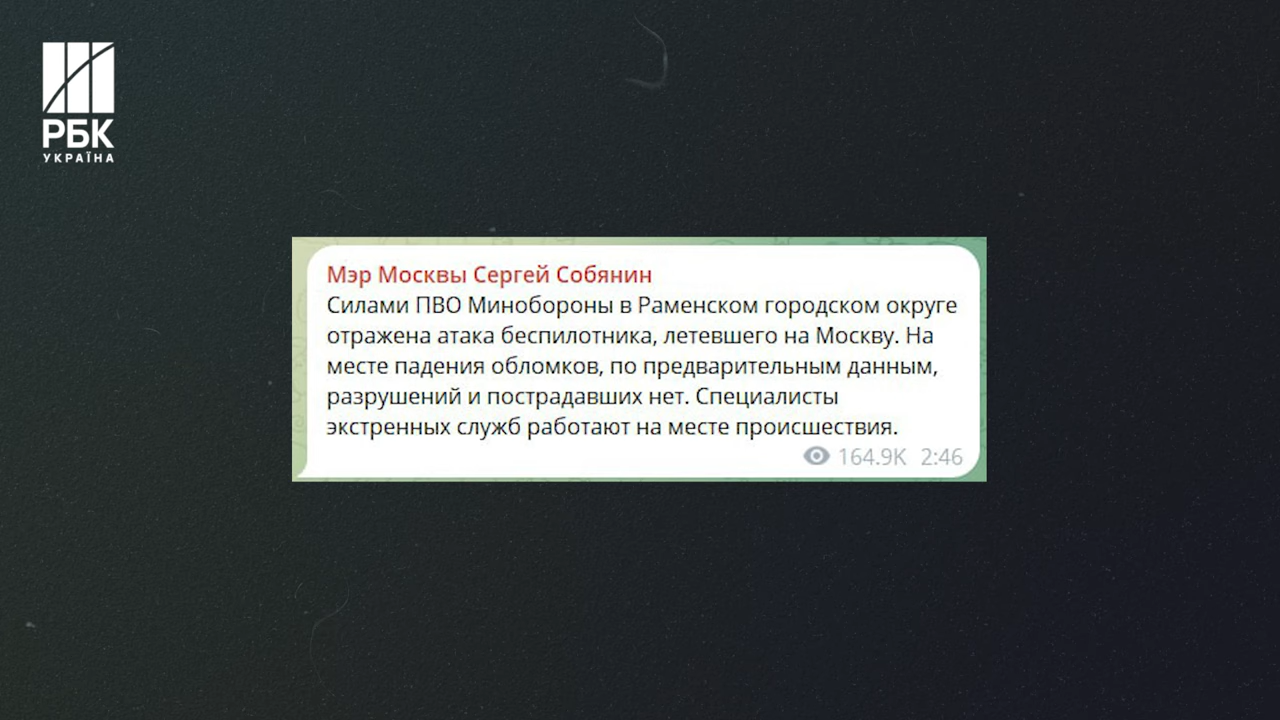 РБК
УКРАЇНА
Мэр Москвы Сергей Собянин
Силами ПВО Минобороны в Раменском городском округе
отражена атака беспилотника, летевшего на Москву. На
месте падения обломков, по предварительным данным,
разрушений и пострадавших нет. Специалисты
экстренных служб работают на месте происшествия.
164.9K 2:46